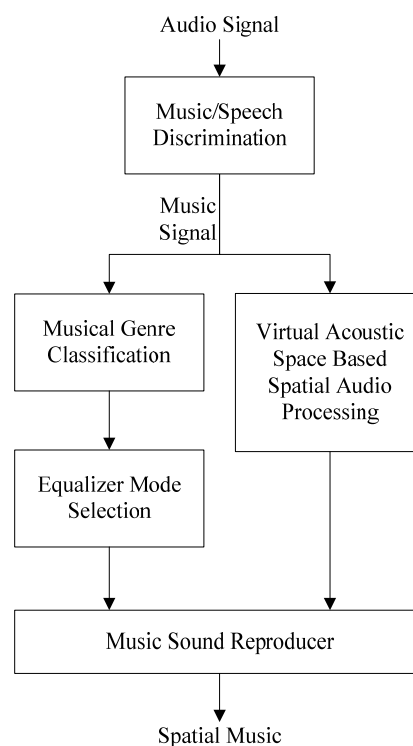 Audio Signal
Music/Speech
Discrimination
Music
Signal
Musical Genre
Classification
Virtual Acoustic
Space Based
Spatial Audio
Processing
Equalizer Mode
Selection
Music Sound Reproducer
Spatial Music